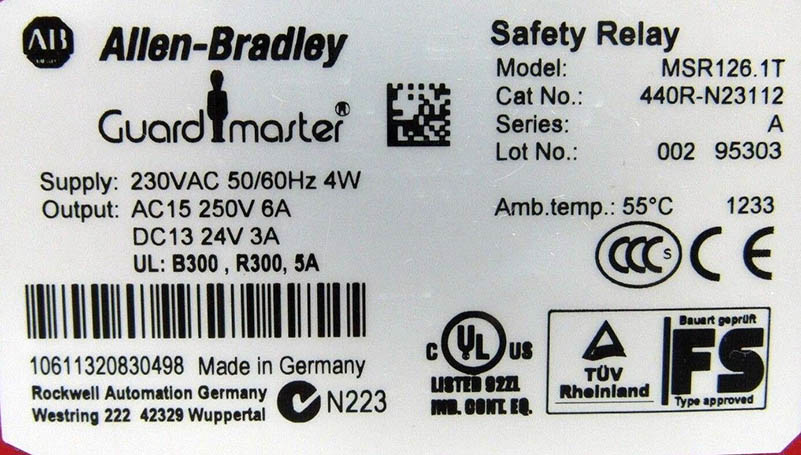 AB Allen-Bradley
Guardmaster®
Supply: 230VAC 50/60Hz 4W
Output: AC15 250V 6A
DC13 24V 3A
UL: B300 , R300, 5A
10611320830498 Made in Germany
Rockwell Automation Germany
Westring 222 42329 Wuppertal
N223
Safety Relay
Model: MSR126.1T
Cat No.: 440R-N23112
Series: A
Lot No.: 002 95303
Amb.temp.: 55°C 1233
CCC S CE
C UL US
LISTED 92ZL
IND. CONT. EQ.
TÜV
Rheinland
Bauart geprüft
FS
Type approved